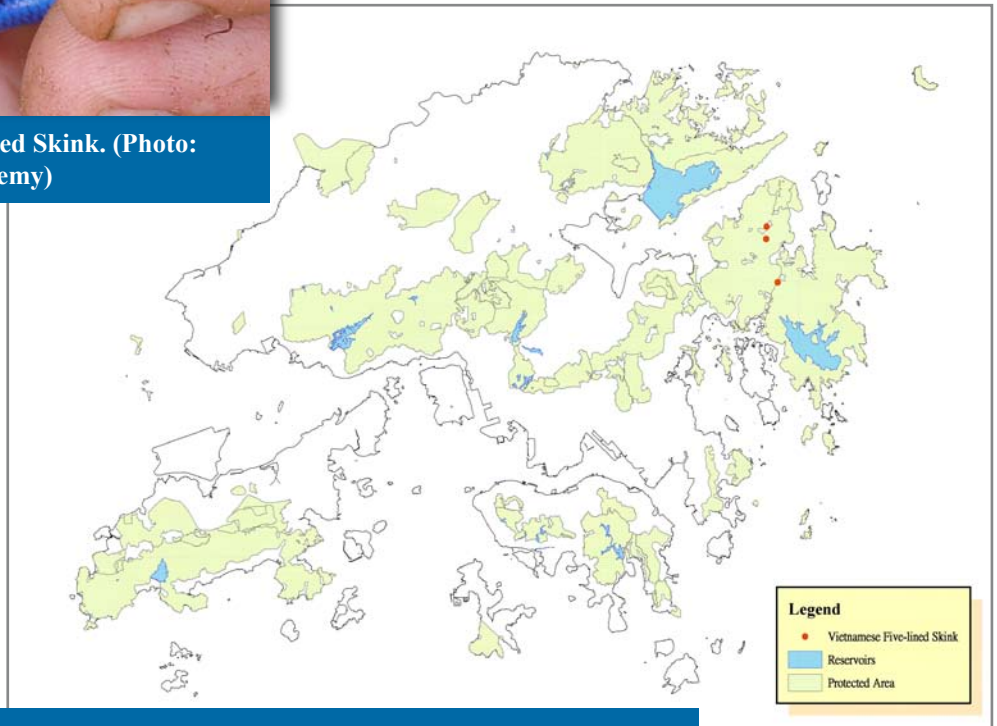 ed Skink. (Photo:
emy)
Legend
Vietnamese Five-lined Skink
Reservoirs
Protected Area